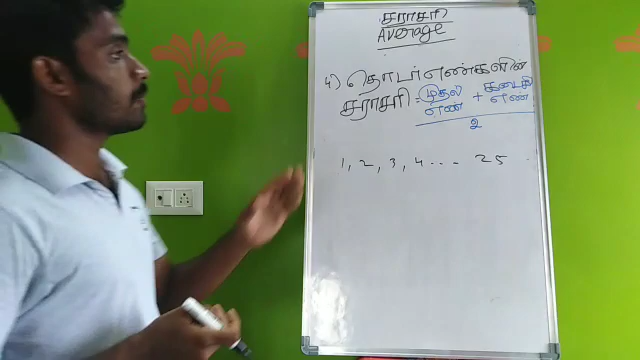 சராசரி
Average
4) தொடர் எண்களின்
சராசரி = முதல் எண் + கடைசி எண்
2
1, 2, 3, 4 . . . - 25